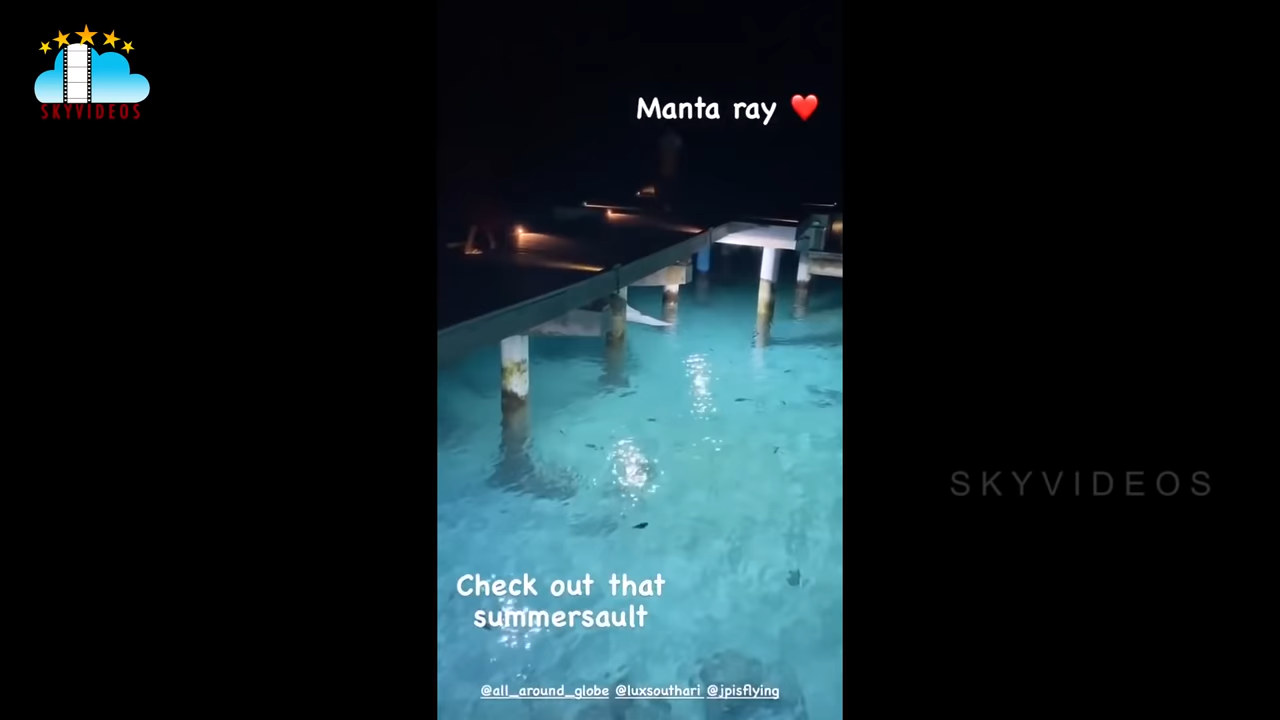 SKYVIDEOS
Manta ray ❤️
SKYVIDEOS
Check out that
summersault
@all_around_globe @luxsouthari @jpisflying